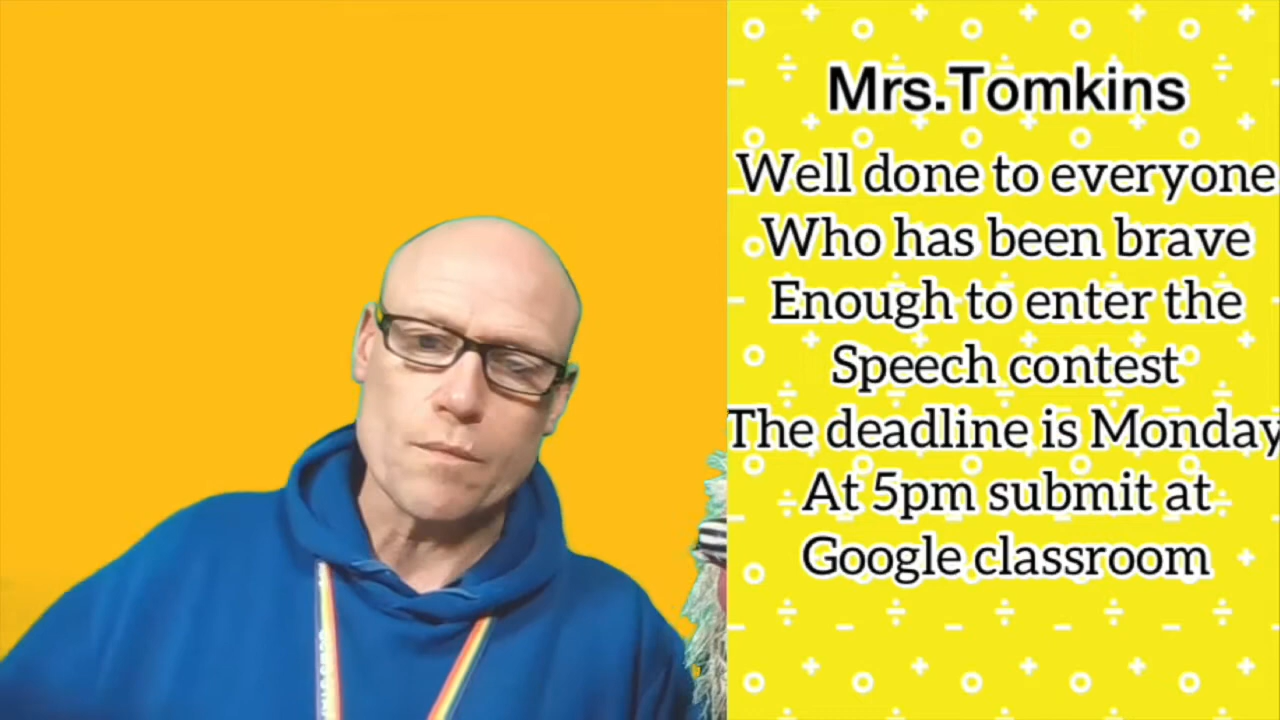 Mrs.Tomkins
Well done to everyone
Who has been brave
Enough to enter the
Speech contest
The deadline is Monday
At 5pm submit at
Google classroom